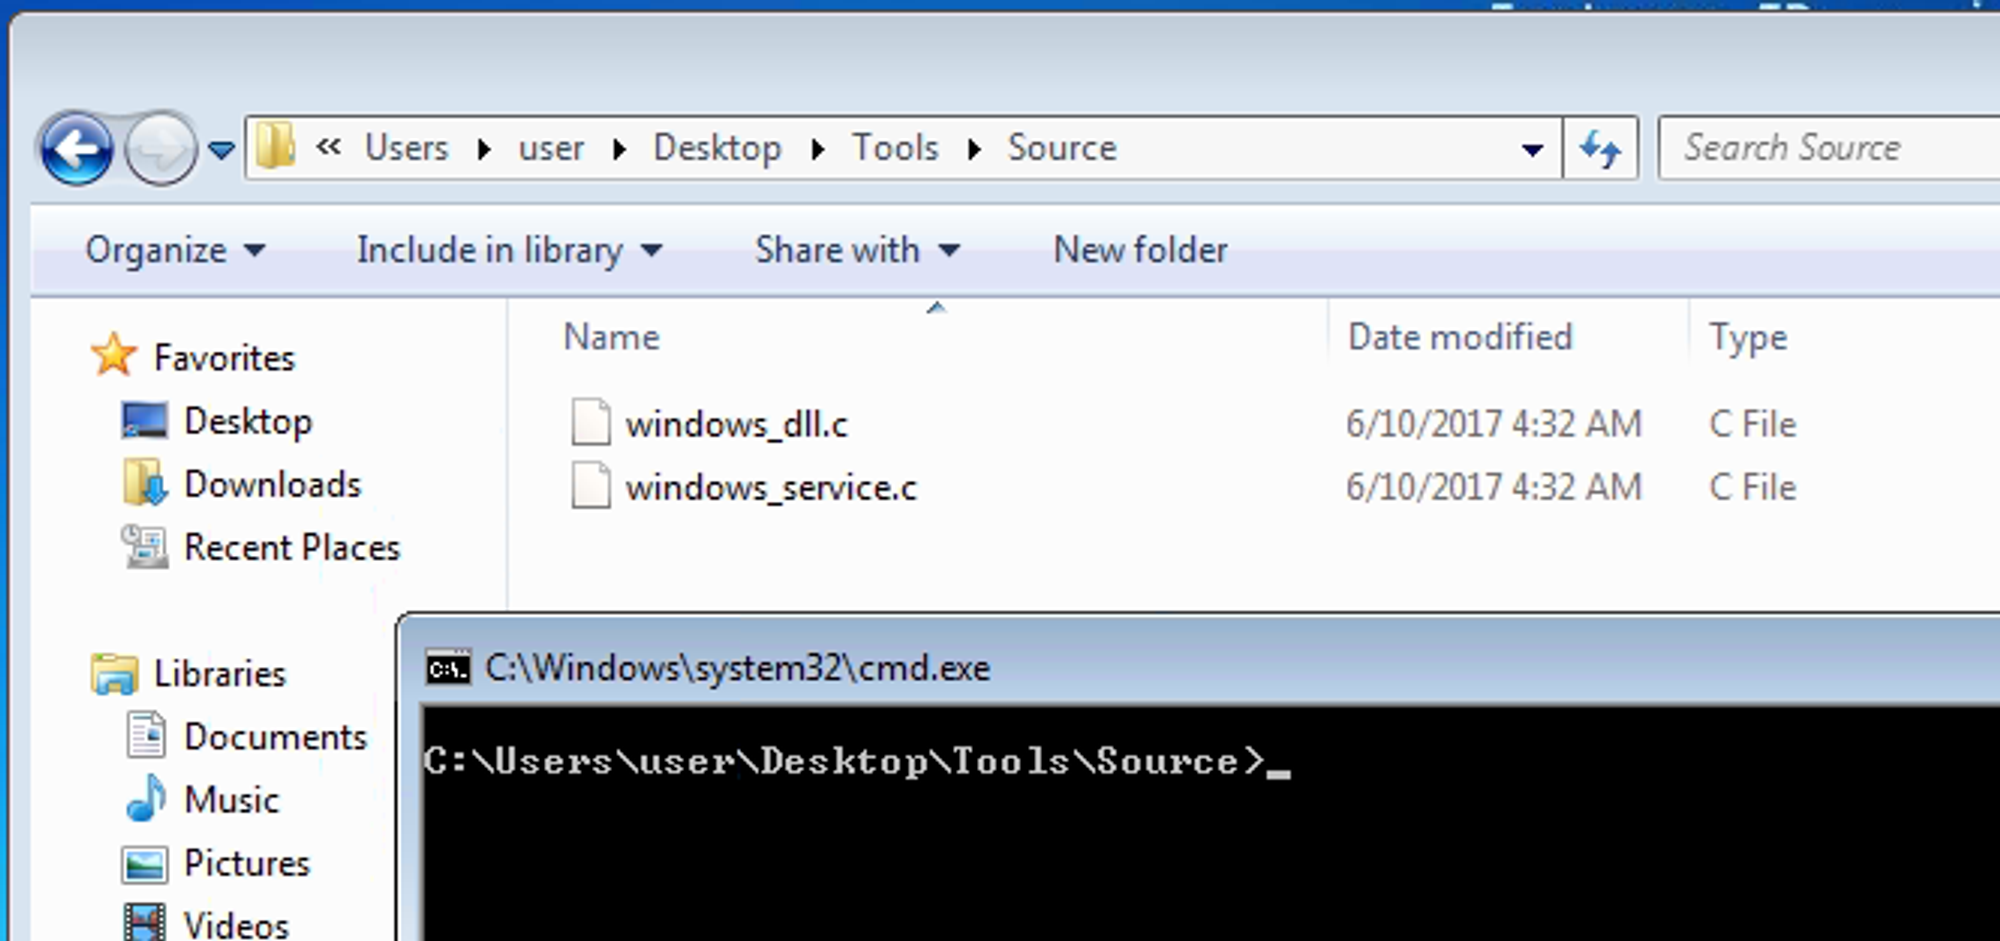 « Users ▸ user ▸ Desktop ▸ Tools ▸ Source Search Source
Organize Include in library Share with New folder
Name Date modified Type
Favorites
Desktop
Downloads
Recent Places
Libraries
Documents
Music
Pictures
Videos
windows_dll.c 6/10/2017 4:32 AM C File
windows_service.c 6/10/2017 4:32 AM C File
C:\Windows\system32\cmd.exe
C:\Users\user\Desktop\Tools\Source>_